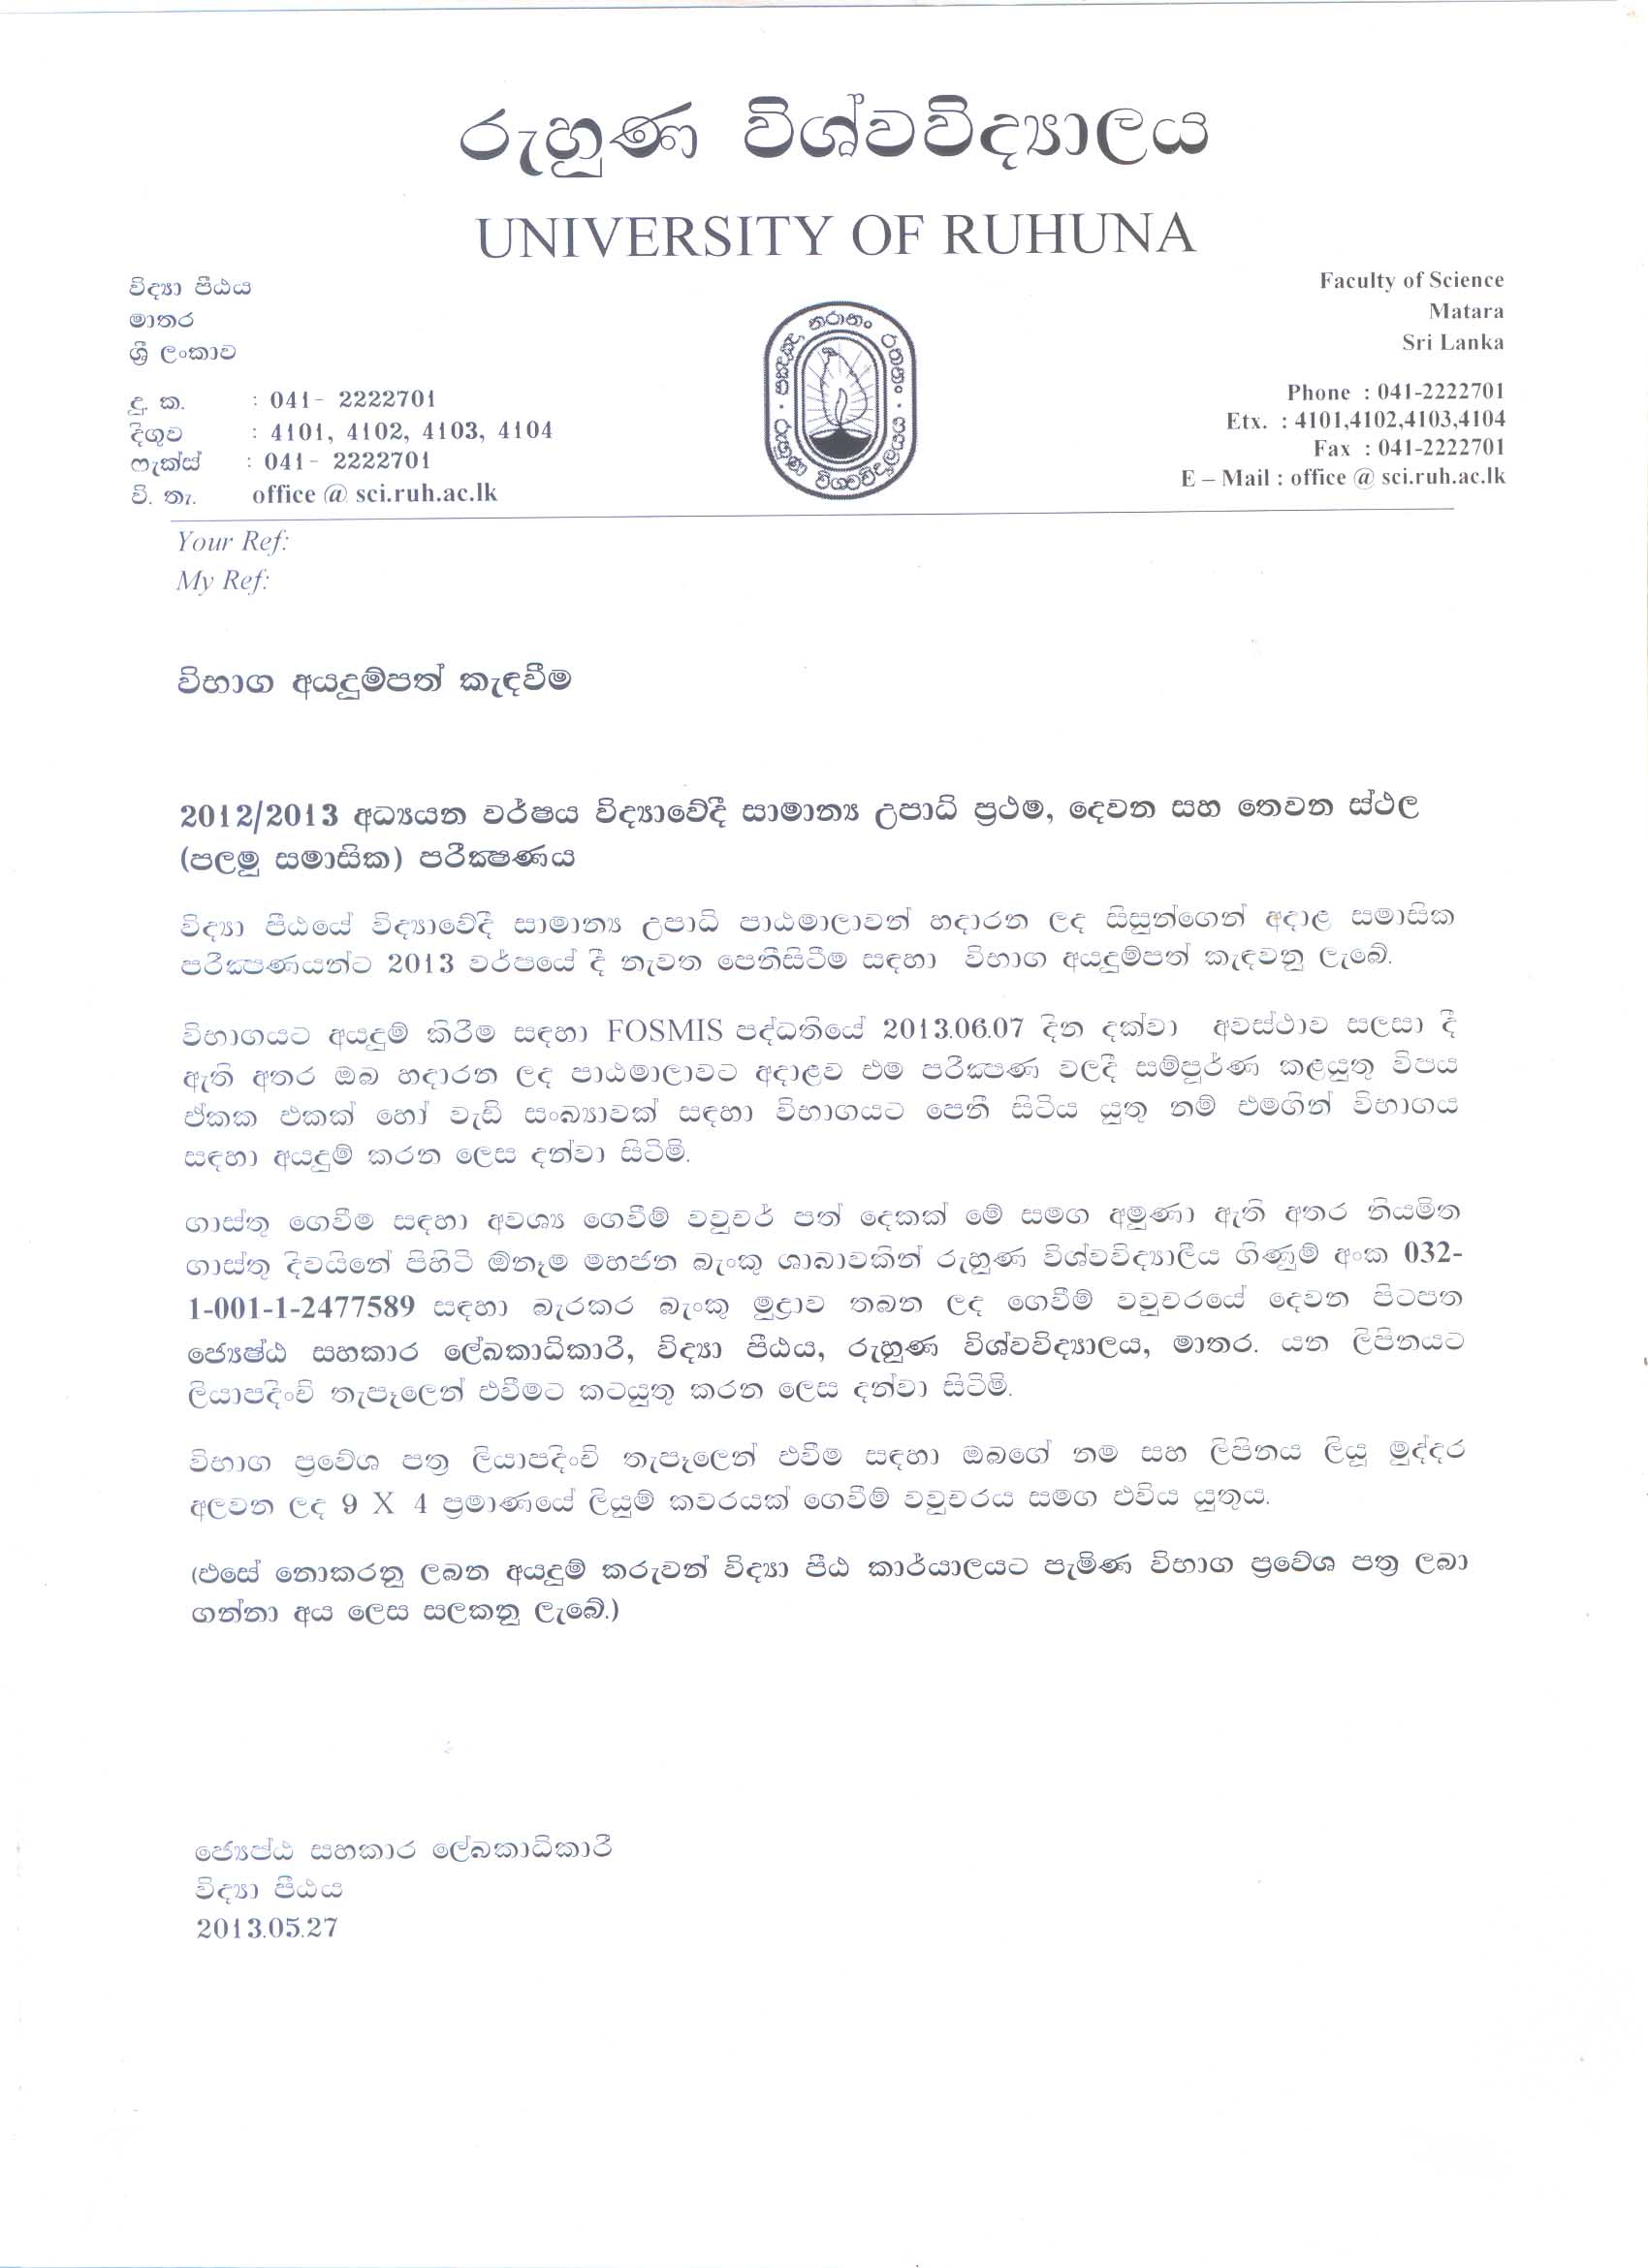 රුහුණ විශ්වවිද්‍යාලය
UNIVERSITY OF RUHUNA
විද්‍යා පීඨය
මාතර
ශ්‍රී ලංකාව
දු. ක. : 041- 2222701
දිගුව : 4101, 4102, 4103, 4104
ෆැක්ස් : 041- 2222701
වි. තැ. office @ sci.ruh.ac.lk
Faculty of Science
Matara
Sri Lanka
Phone : 041-2222701
Etx. : 4101,4102,4103,4104
Fax : 041-2222701
E – Mail : office @ sci.ruh.ac.lk
Your Ref:
My Ref:
විභාග අයදුම්පත් කැඳවීම
2012/2013 අධ්‍යයන වර්ෂය විද්‍යාවේදී සාමාන්‍ය උපාධි ප්‍රථම, දෙවන සහ තෙවන ස්ථල
(පලමු සමාසික) පරීක්‍ෂණය
විද්‍යා පීඨයේ විද්‍යාවේදී සාමාන්‍ය උපාධි පාඨමාලාවන් හදාරන ලද සිසුන්ගෙන් අදාළ සමාසික
පරීක්‍ෂණයන්ට 2013 වර්ෂයේ දී නැවත පෙනීසිටීම සඳහා විභාග අයදුම්පත් කැඳවනු ලැබේ.
විභාගයට අයදුම් කිරීම සඳහා FOSMIS පද්ධතියේ 2013.06.07 දින දක්වා අවස්ථාව සලසා දී
ඇති අතර ඔබ හදාරන ලද පාඨමාලාවට අදාළව එම පරීක්‍ෂණ වලදී සම්පූර්ණ කළයුතු විෂය
ඒකක එකක් හෝ වැඩි සංඛ්‍යාවක් සඳහා විභාගයට පෙනී සිටිය යුතු නම් එමගින් විභාගය
සඳහා අයදුම් කරන ලෙස දන්වා සිටිමි.
ගාස්තු ගෙවීම සඳහා අවශ්‍ය ගෙවීම් වවුචර් පත් දෙකක් මේ සමග අමුණා ඇති අතර නියමිත
ගාස්තු දිවයිනේ පිහිටි ඕනෑම මහජන බැංකු ශාඛාවකින් රුහුණ විශ්වවිද්‍යාලීය ගිණුම් අංක 032-
1-001-1-2477589 සඳහා බැරකර බැංකු මුද්‍රාව තබන ලද ගෙවීම් වවුචරයේ දෙවන පිටපත
ජ්‍යෙෂ්ඨ සහකාර ලේඛකාධිකාරී, විද්‍යා පීඨය, රුහුණ විශ්වවිද්‍යාලය, මාතර. යන ලිපිනයට
ලියාපදිංචි තැපෑලෙන් එවීමට කටයුතු කරන ලෙස දන්වා සිටිමි.
විභාග ප්‍රවේශ පත්‍ර ලියාපදිංචි තැපෑලෙන් එවීම සඳහා ඔබගේ නම සහ ලිපිනය ලියූ මුද්දර
අලවන ලද 9 X 4 ප්‍රමාණයේ ලියුම් කවරයක් ගෙවීම් වවුචරය සමග එවිය යුතුය.
(එසේ නොකරනු ලබන අයදුම් කරුවන් විද්‍යා පීඨ කාර්යාලයට පැමිණ විභාග ප්‍රවේශ පත්‍ර ලබා
ගන්නා අය ලෙස සලකනු ලැබේ.)
ජ්‍යෙෂ්ඨ සහකාර ලේඛකාධිකාරී
විද්‍යා පීඨය
2013.05.27